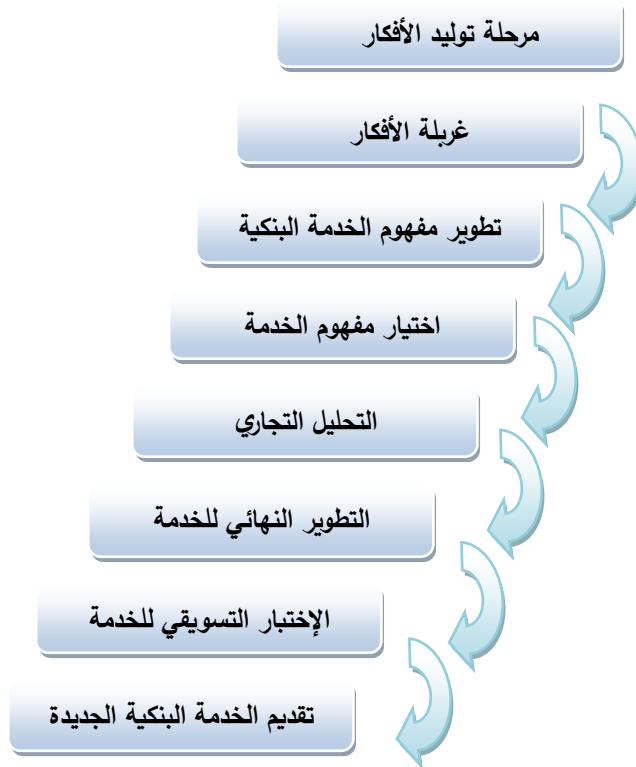 مرحلة توليد الأفكار
غربلة الأفكار
تطوير مفهوم الخدمة البنكية
اختيار مفهوم الخدمة
التحليل التجاري
التطوير النهائي للخدمة
الإختبار التسويقي للخدمة
تقديم الخدمة البنكية الجديدة